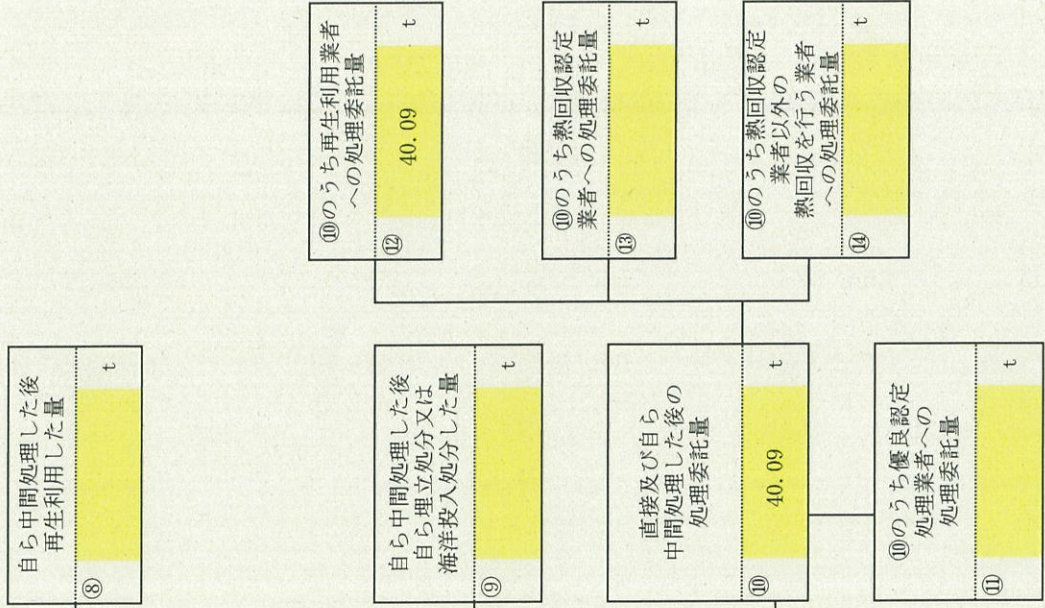 自ら中間処理した後
再生利用した量
⑧ t
自ら中間処理した後
自ら埋立処分又は
海洋投入処分した量
⑨ t
直接及び自ら
中間処理した後の
処理委託量
⑩ 40.09 t
⑩のうち優良認定
処理業者への
処理委託量
⑪ t
⑩のうち再生利用業者
への処理委託量
⑫ 40.09 t
⑩のうち熱回収認定
業者への処理委託量
⑬ t
⑩のうち熱回収認定
業者以外の
熱回収を行う業者
への処理委託量
⑭ t